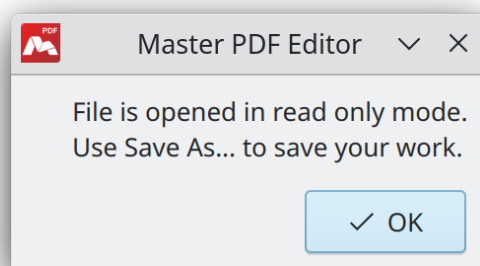 PDF
Master PDF Editor
File is opened in read only mode.
Use Save As... to save your work.
OK